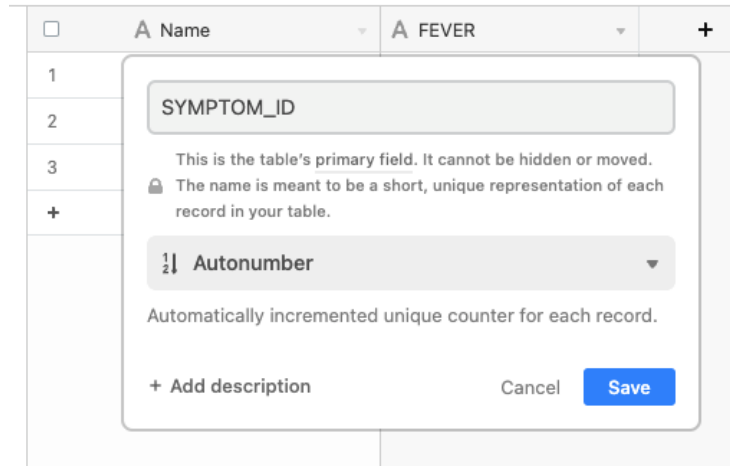 A Name
A FEVER
+
1
2
3
+
SYMPTOM_ID
This is the table's primary field. It cannot be hidden or moved.
The name is meant to be a short, unique representation of each
record in your table.
Autonumber
Automatically incremented unique counter for each record.
+ Add description
Cancel
Save